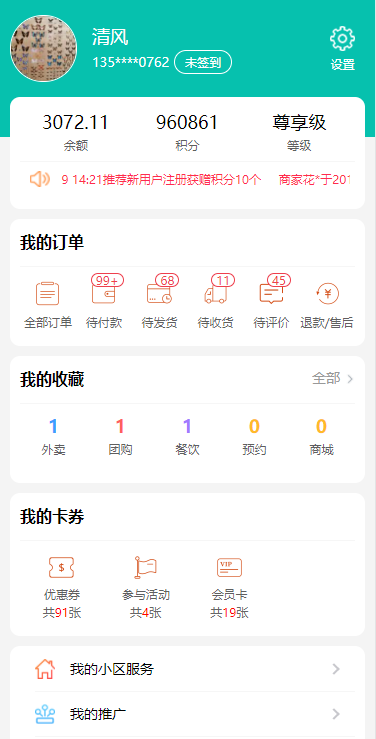 清风
135****0762 未签到
设置
3072.11 960861 尊享级
余额 积分 等级
9 14:21推荐新用户注册获赠积分10个 商家花*于201
我的订单
99+ 68 11 45
全部订单 待付款 待发货 待收货 待评价 退款/售后
我的收藏 全部
1 1 1 0 0
外卖 团购 餐饮 预约 商城
我的卡券
VIP
优惠券 参与活动 会员卡
共91张 共4张 共19张
我的小区服务
我的推广